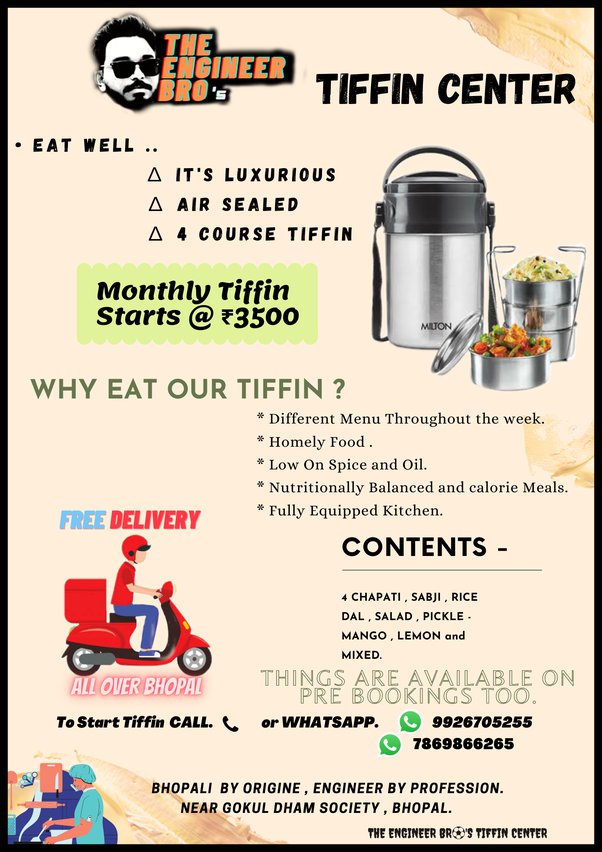 THE
ENGINEER
BRO's
TIFFIN CENTER
• EAT WELL ..
Δ IT'S LUXURIOUS
Δ AIR SEALED
Δ 4 COURSE TIFFIN
Monthly Tiffin
Starts @ ₹3500
MILTON
WHY EAT OUR TIFFIN ?
* Different Menu Throughout the week.
* Homely Food .
* Low On Spice and Oil.
* Nutritionally Balanced and calorie Meals.
* Fully Equipped Kitchen.
FREE DELIVERY
ALL OVER BHOPAL
CONTENTS -
4 CHAPATI , SABJI , RICE
DAL , SALAD , PICKLE -
MANGO , LEMON and
MIXED.
THINGS ARE AVAILABLE ON
PRE BOOKINGS TOO.
To Start Tiffin CALL. or WHATSAPP. 9926705255
7869866265
BHOPALI BY ORIGINE , ENGINEER BY PROFESSION.
NEAR GOKUL DHAM SOCIETY , BHOPAL.
THE ENGINEER BR⚽'S TIFFIN CENTER